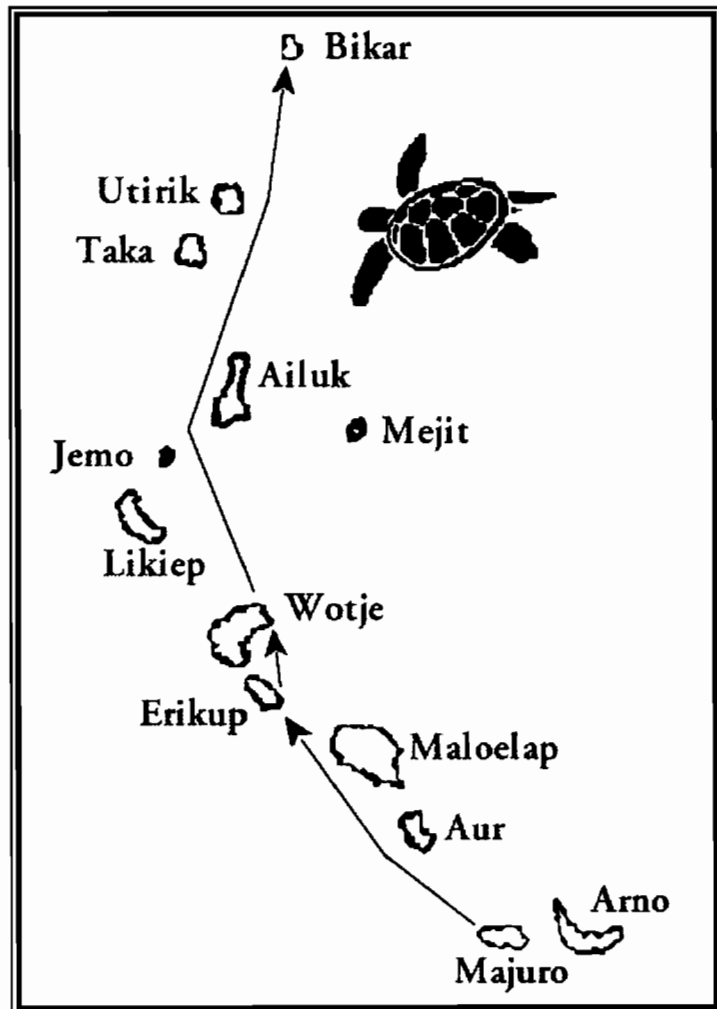 Bikar
Utirik
Taka
Ailuk
Mejit
Jemo
Likiep
Wotje
Erikup
Maloelap
Aur
Arno
Majuro